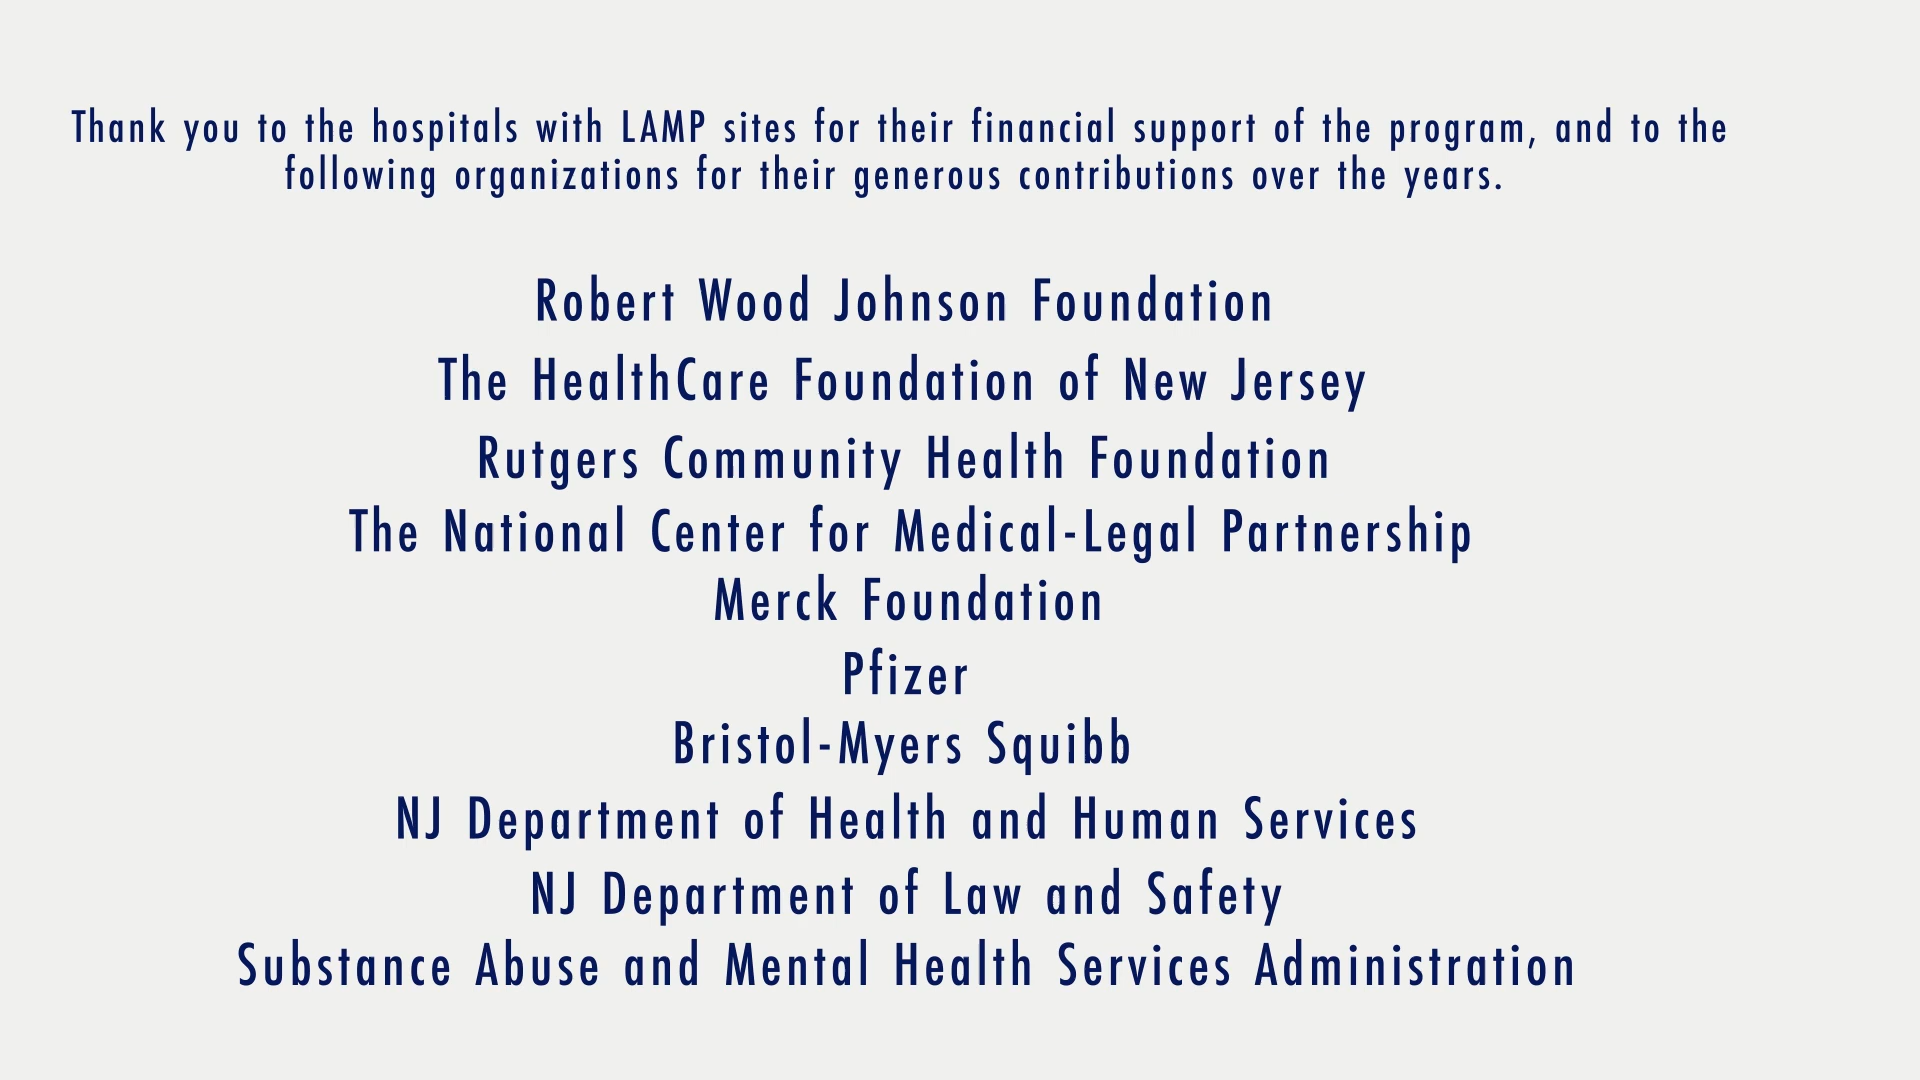 Thank you to the hospitals with LAMP sites for their financial support of the program, and to the
following organizations for their generous contributions over the years.
Robert Wood Johnson Foundation
The HealthCare Foundation of New Jersey
Rutgers Community Health Foundation
The National Center for Medical-Legal Partnership
Merck Foundation
Pfizer
Bristol-Myers Squibb
NJ Department of Health and Human Services
NJ Department of Law and Safety
Substance Abuse and Mental Health Services Administration